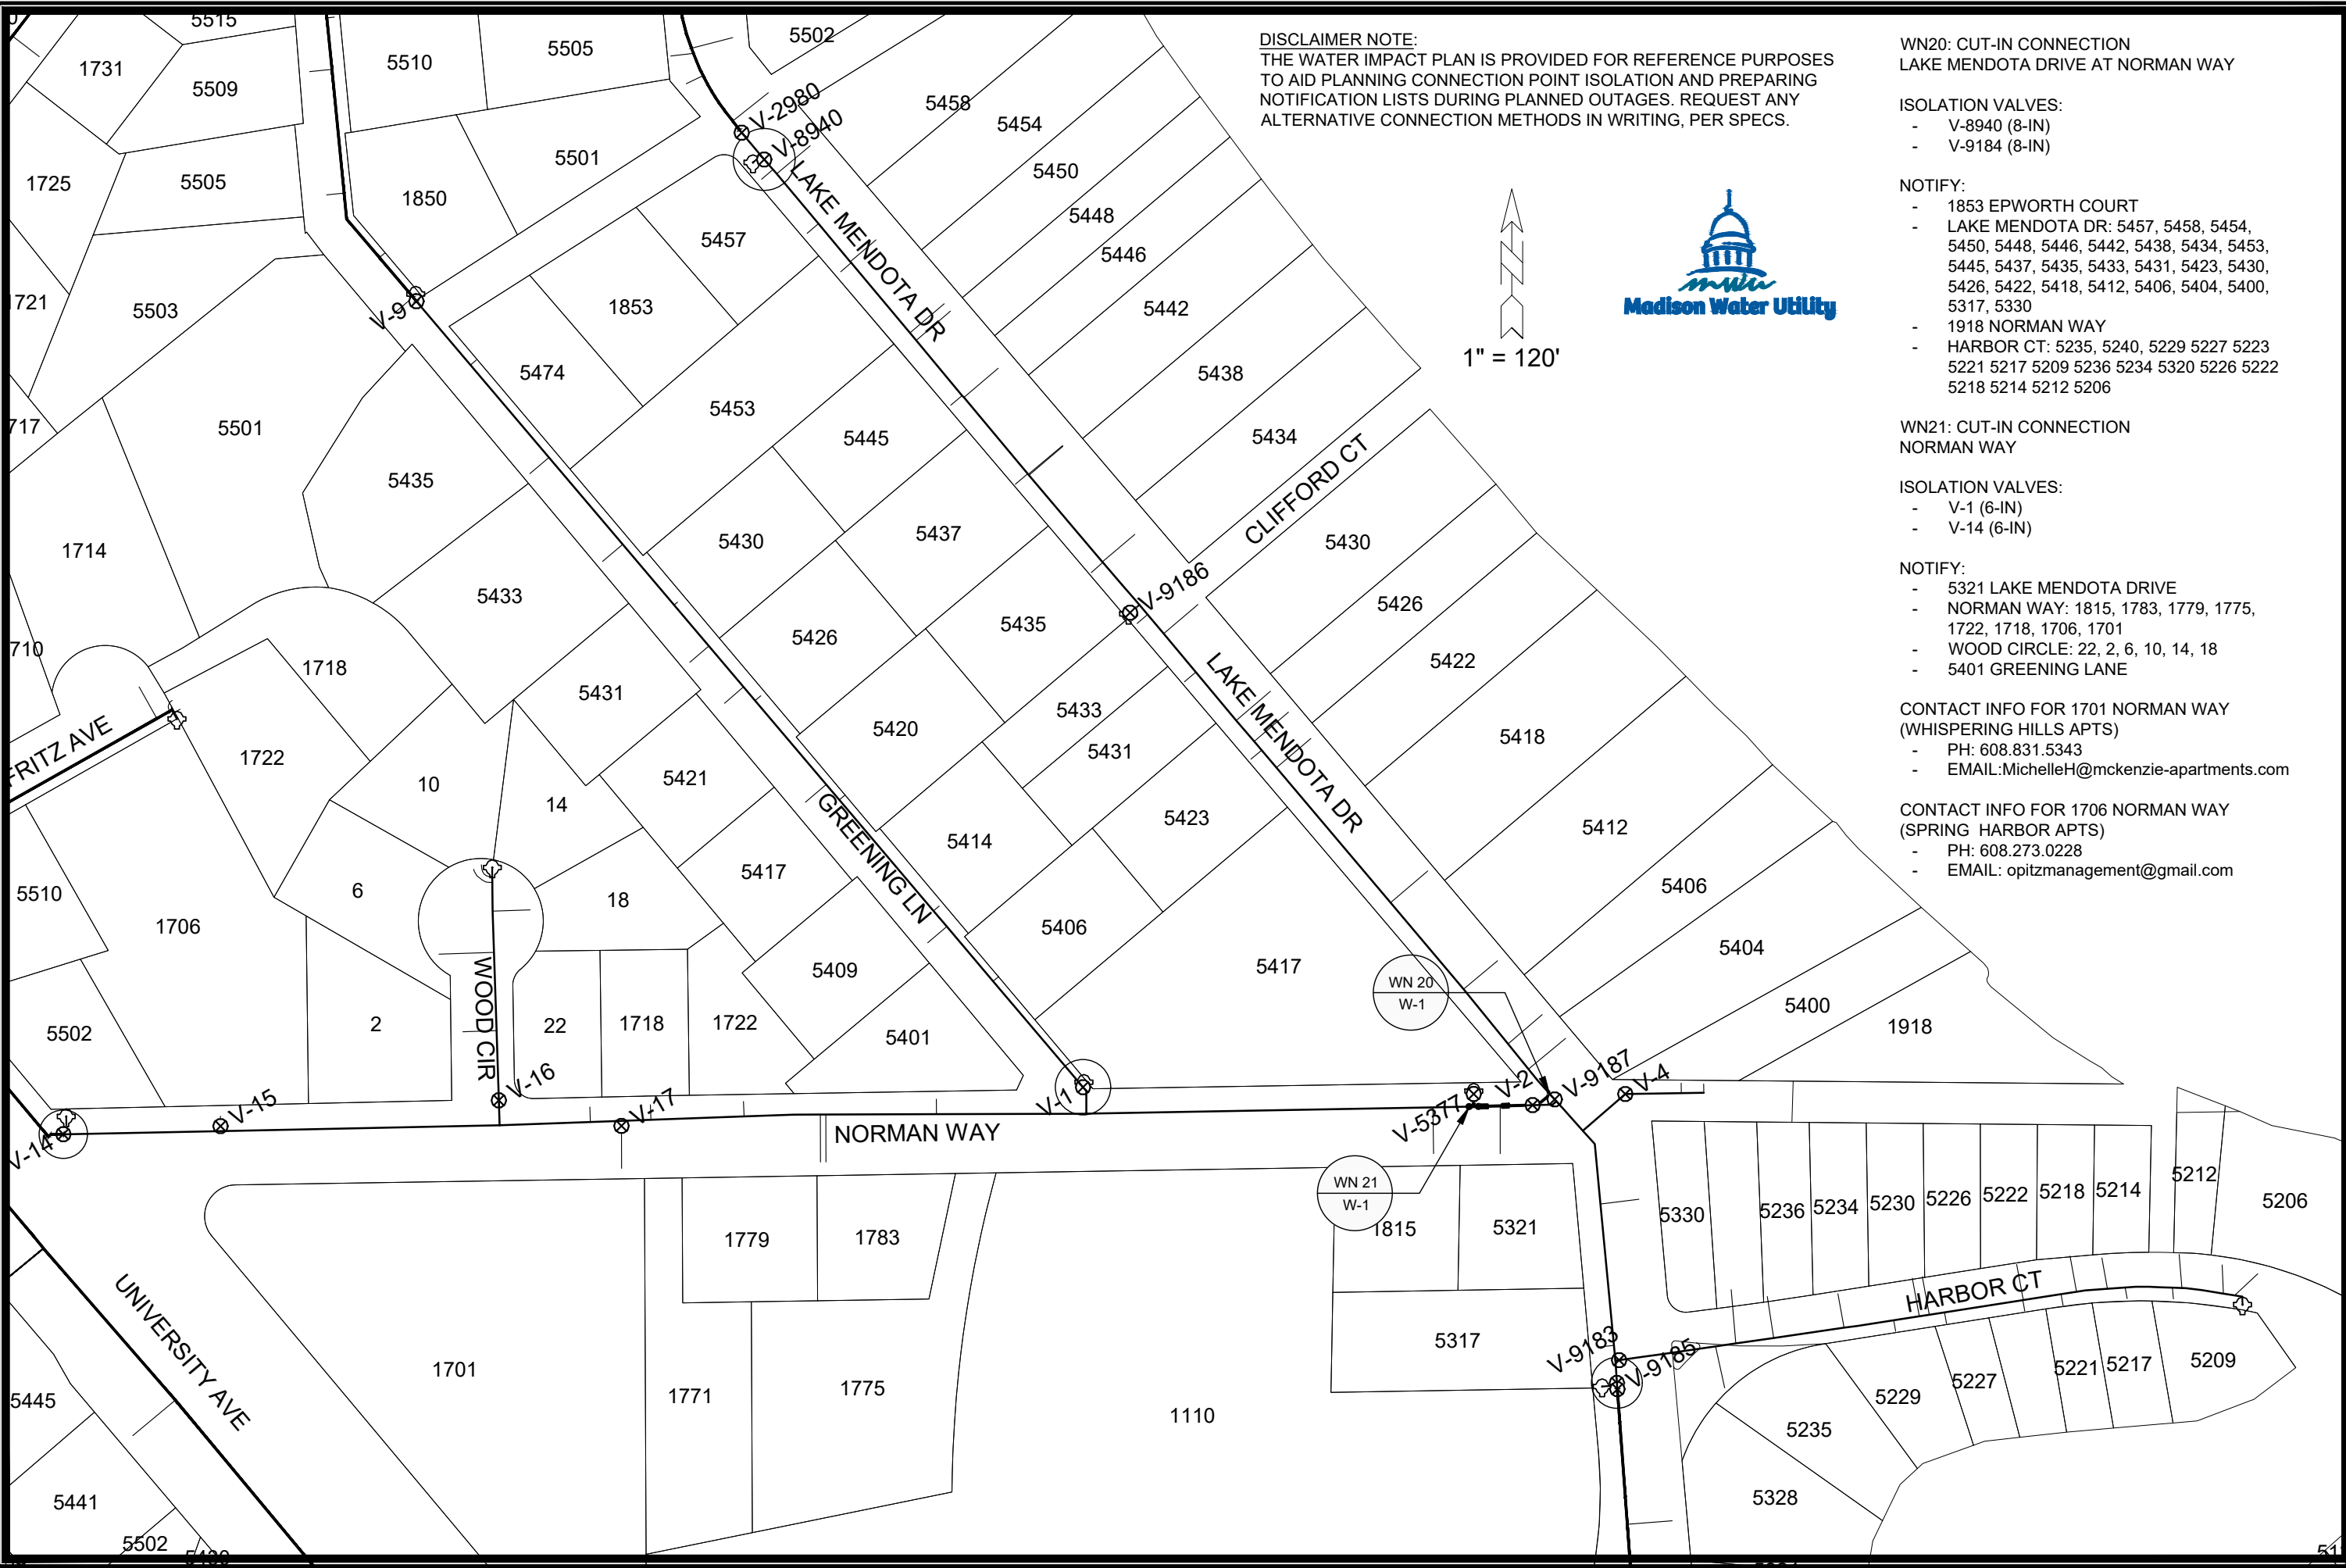 DISCLAIMER NOTE:
THE WATER IMPACT PLAN IS PROVIDED FOR REFERENCE PURPOSES
TO AID PLANNING CONNECTION POINT ISOLATION AND PREPARING
NOTIFICATION LISTS DURING PLANNED OUTAGES. REQUEST ANY
ALTERNATIVE CONNECTION METHODS IN WRITING, PER SPECS.
N
1" = 120'
mwu
Madison Water Utility
WN20: CUT-IN CONNECTION
LAKE MENDOTA DRIVE AT NORMAN WAY
ISOLATION VALVES:
- V-8940 (8-IN)
- V-9184 (8-IN)
NOTIFY:
- 1853 EPWORTH COURT
- LAKE MENDOTA DR: 5457, 5458, 5454,
5450, 5448, 5446, 5442, 5438, 5434, 5453,
5445, 5437, 5435, 5433, 5431, 5423, 5430,
5426, 5422, 5418, 5412, 5406, 5404, 5400,
5317, 5330
- 1918 NORMAN WAY
- HARBOR CT: 5235, 5240, 5229 5227 5223
5221 5217 5209 5236 5234 5320 5226 5222
5218 5214 5212 5206
WN21: CUT-IN CONNECTION
NORMAN WAY
ISOLATION VALVES:
- V-1 (6-IN)
- V-14 (6-IN)
NOTIFY:
- 5321 LAKE MENDOTA DRIVE
- NORMAN WAY: 1815, 1783, 1779, 1775,
1722, 1718, 1706, 1701
- WOOD CIRCLE: 22, 2, 6, 10, 14, 18
- 5401 GREENING LANE
CONTACT INFO FOR 1701 NORMAN WAY
(WHISPERING HILLS APTS)
- PH: 608.831.5343
- EMAIL:MichelleH@mckenzie-apartments.com
CONTACT INFO FOR 1706 NORMAN WAY
(SPRING HARBOR APTS)
- PH: 608.273.0228
- EMAIL: opitzmanagement@gmail.com
5515
1731
5509
5510
5505
5502
V-2980
V-8940
5458
5454
5501
1725
5505
1850
5450
5448
5457
5446
LAKE MENDOTA DR
1721
5503
V-9
1853
5442
5474
5438
5453
5501
5445
5434
5435
CLIFFORD CT
1714
5430
5437
5430
V-9186
5433
5426
5435
5426
1710
1718
5422
5431
5433
5420
LAKE MENDOTA DR
5418
5431
FRITZ AVE
1722
10
5421
14
GREENING LN
5423
5412
5414
5417
5406
5510
6
18
1706
5406
5404
5409
5417
WN 20
W-1
WOOD CIR
5400
5502
2
22
1718
1722
5401
1918
V-14
V-15
V-16
V-17
V-1
V-5377
V-2
V-9187
V-4
NORMAN WAY
WN 21
W-1
5212
5206
5330
5236
5234
5230
5226
5222
5218
5214
1779
1783
1815
5321
UNIVERSITY AVE
HARBOR CT
5317
V-9183
V-9185
1701
1771
1775
1110
5229
5227
5221
5217
5209
5445
5235
5441
5328
5502